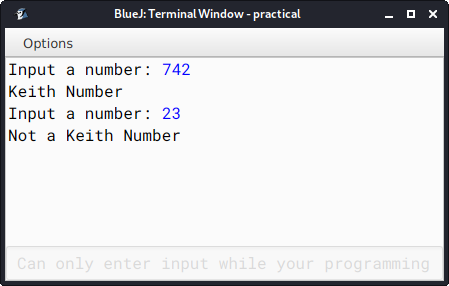 BlueJ: Terminal Window - practical
Options
Input a number: 742
Keith Number
Input a number: 23
Not a Keith Number
Can only enter input while your programming